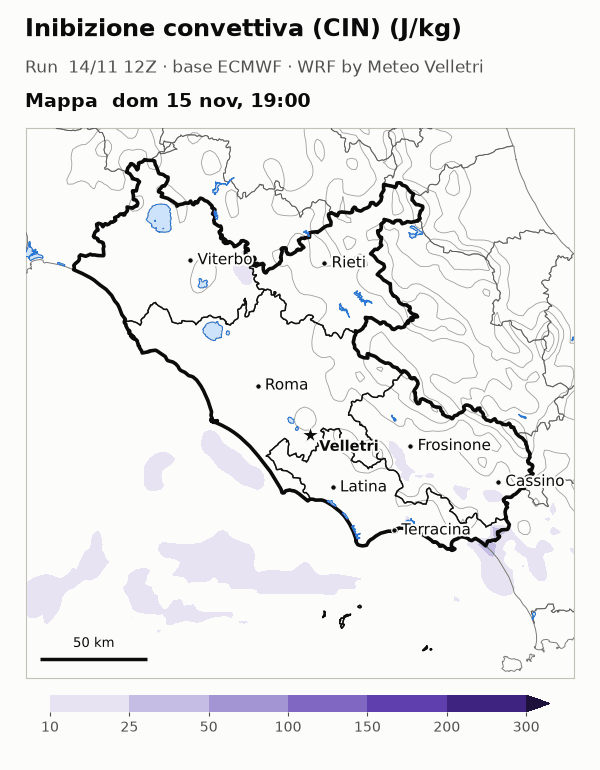 Inibizione convettiva (CIN) (J/kg)
Run  14/11 12Z · base ECMWF · WRF by Meteo Velletri
Mappa  dom 15 nov, 19:00
Viterbo
Rieti
Roma
Velletri
Frosinone
Latina
Cassino
Terracina
50 km
10 25 50 100 150 200 300